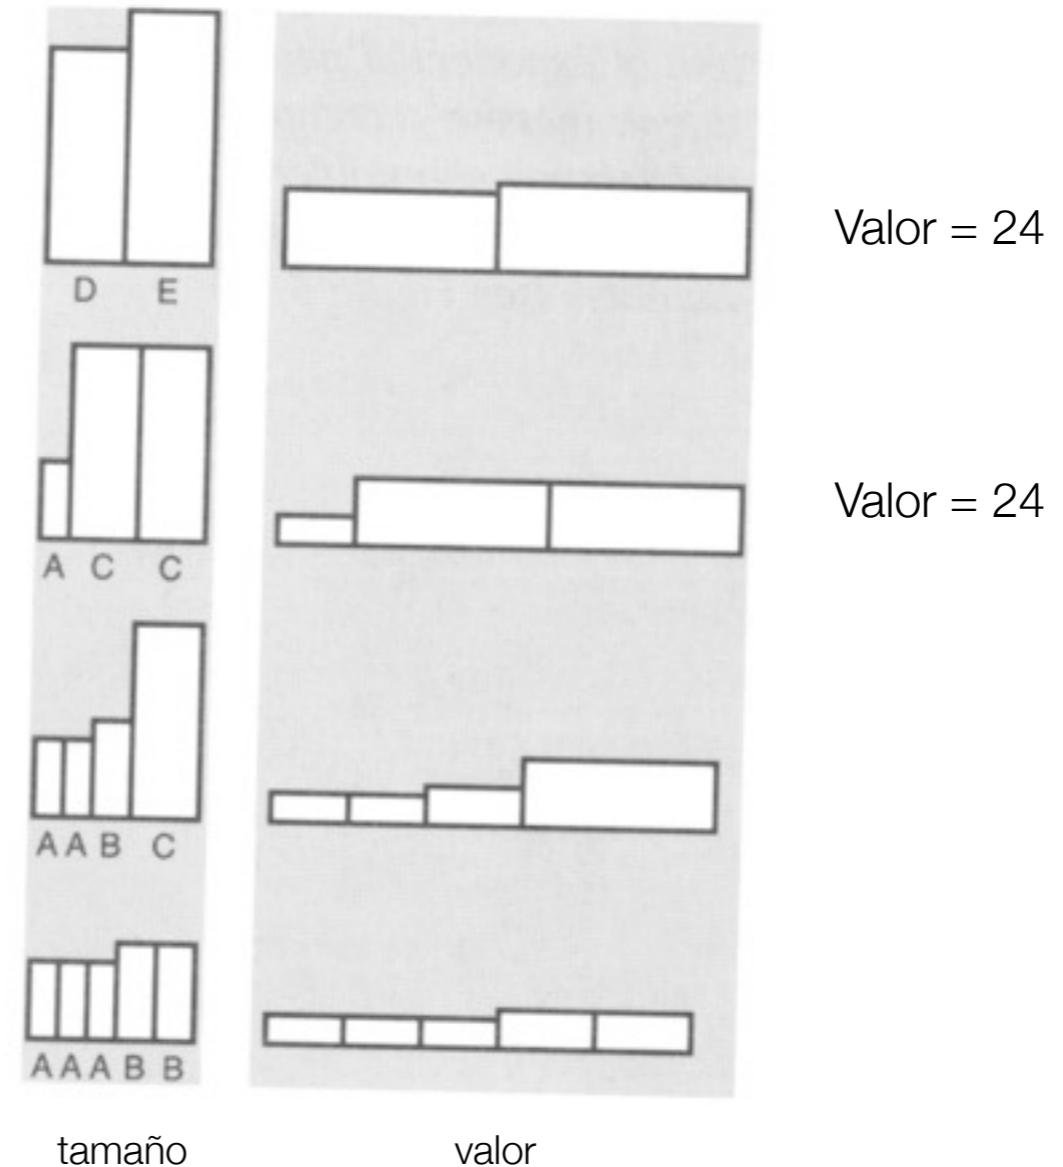 Valor = 24
D E
Valor = 24
A C C
A A B C
A A A B B
tamaño valor